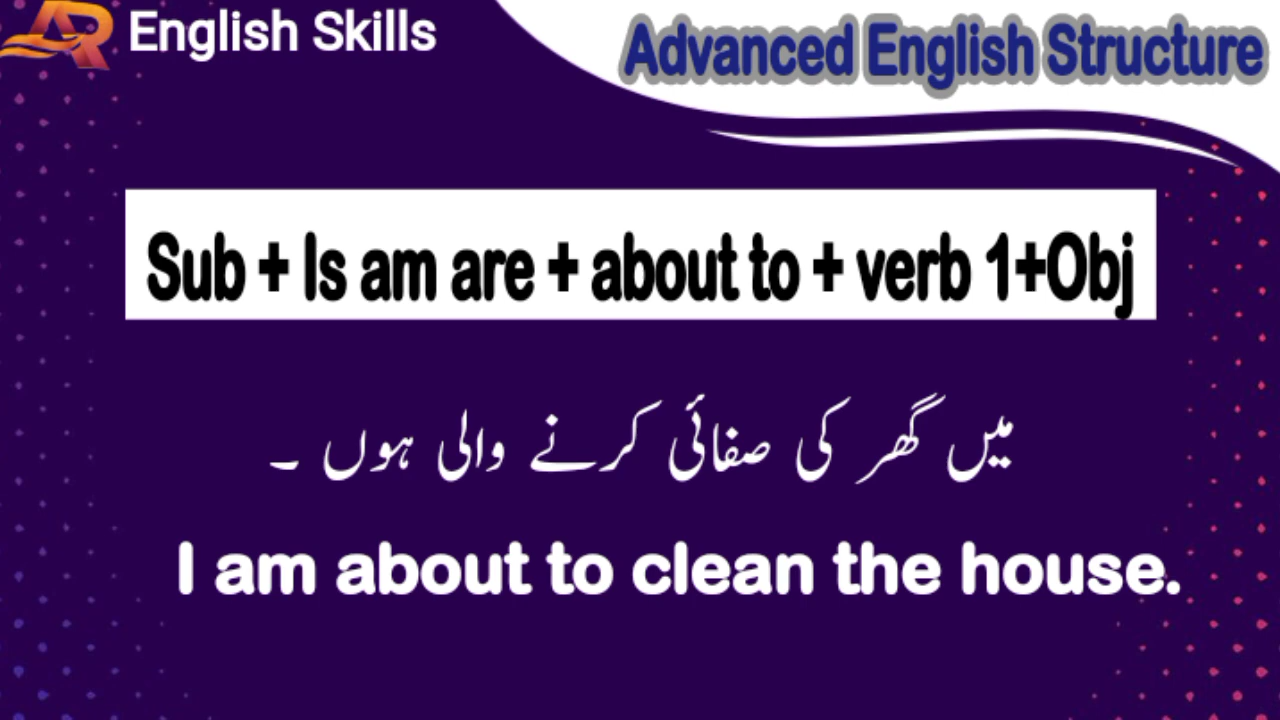 AR English Skills
Advanced English Structure
Sub + Is am are + about to + verb 1+Obj
میں گھر کی صفائی کرنے والی ہوں ۔
I am about to clean the house.